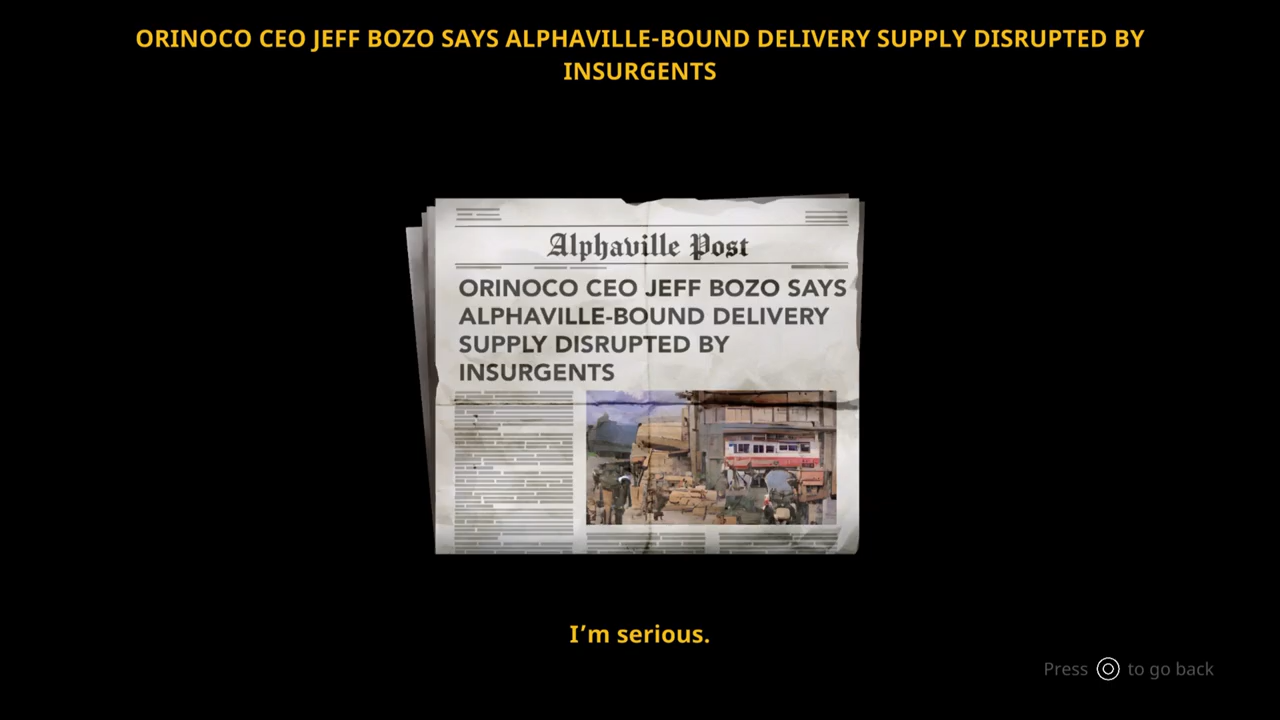 ORINOCO CEO JEFF BOZO SAYS ALPHAVILLE-BOUND DELIVERY SUPPLY DISRUPTED BY
INSURGENTS
Alphaville Post
ORINOCO CEO JEFF BOZO SAYS
ALPHAVILLE-BOUND DELIVERY
SUPPLY DISRUPTED BY
INSURGENTS
I'm serious.
Press to go back